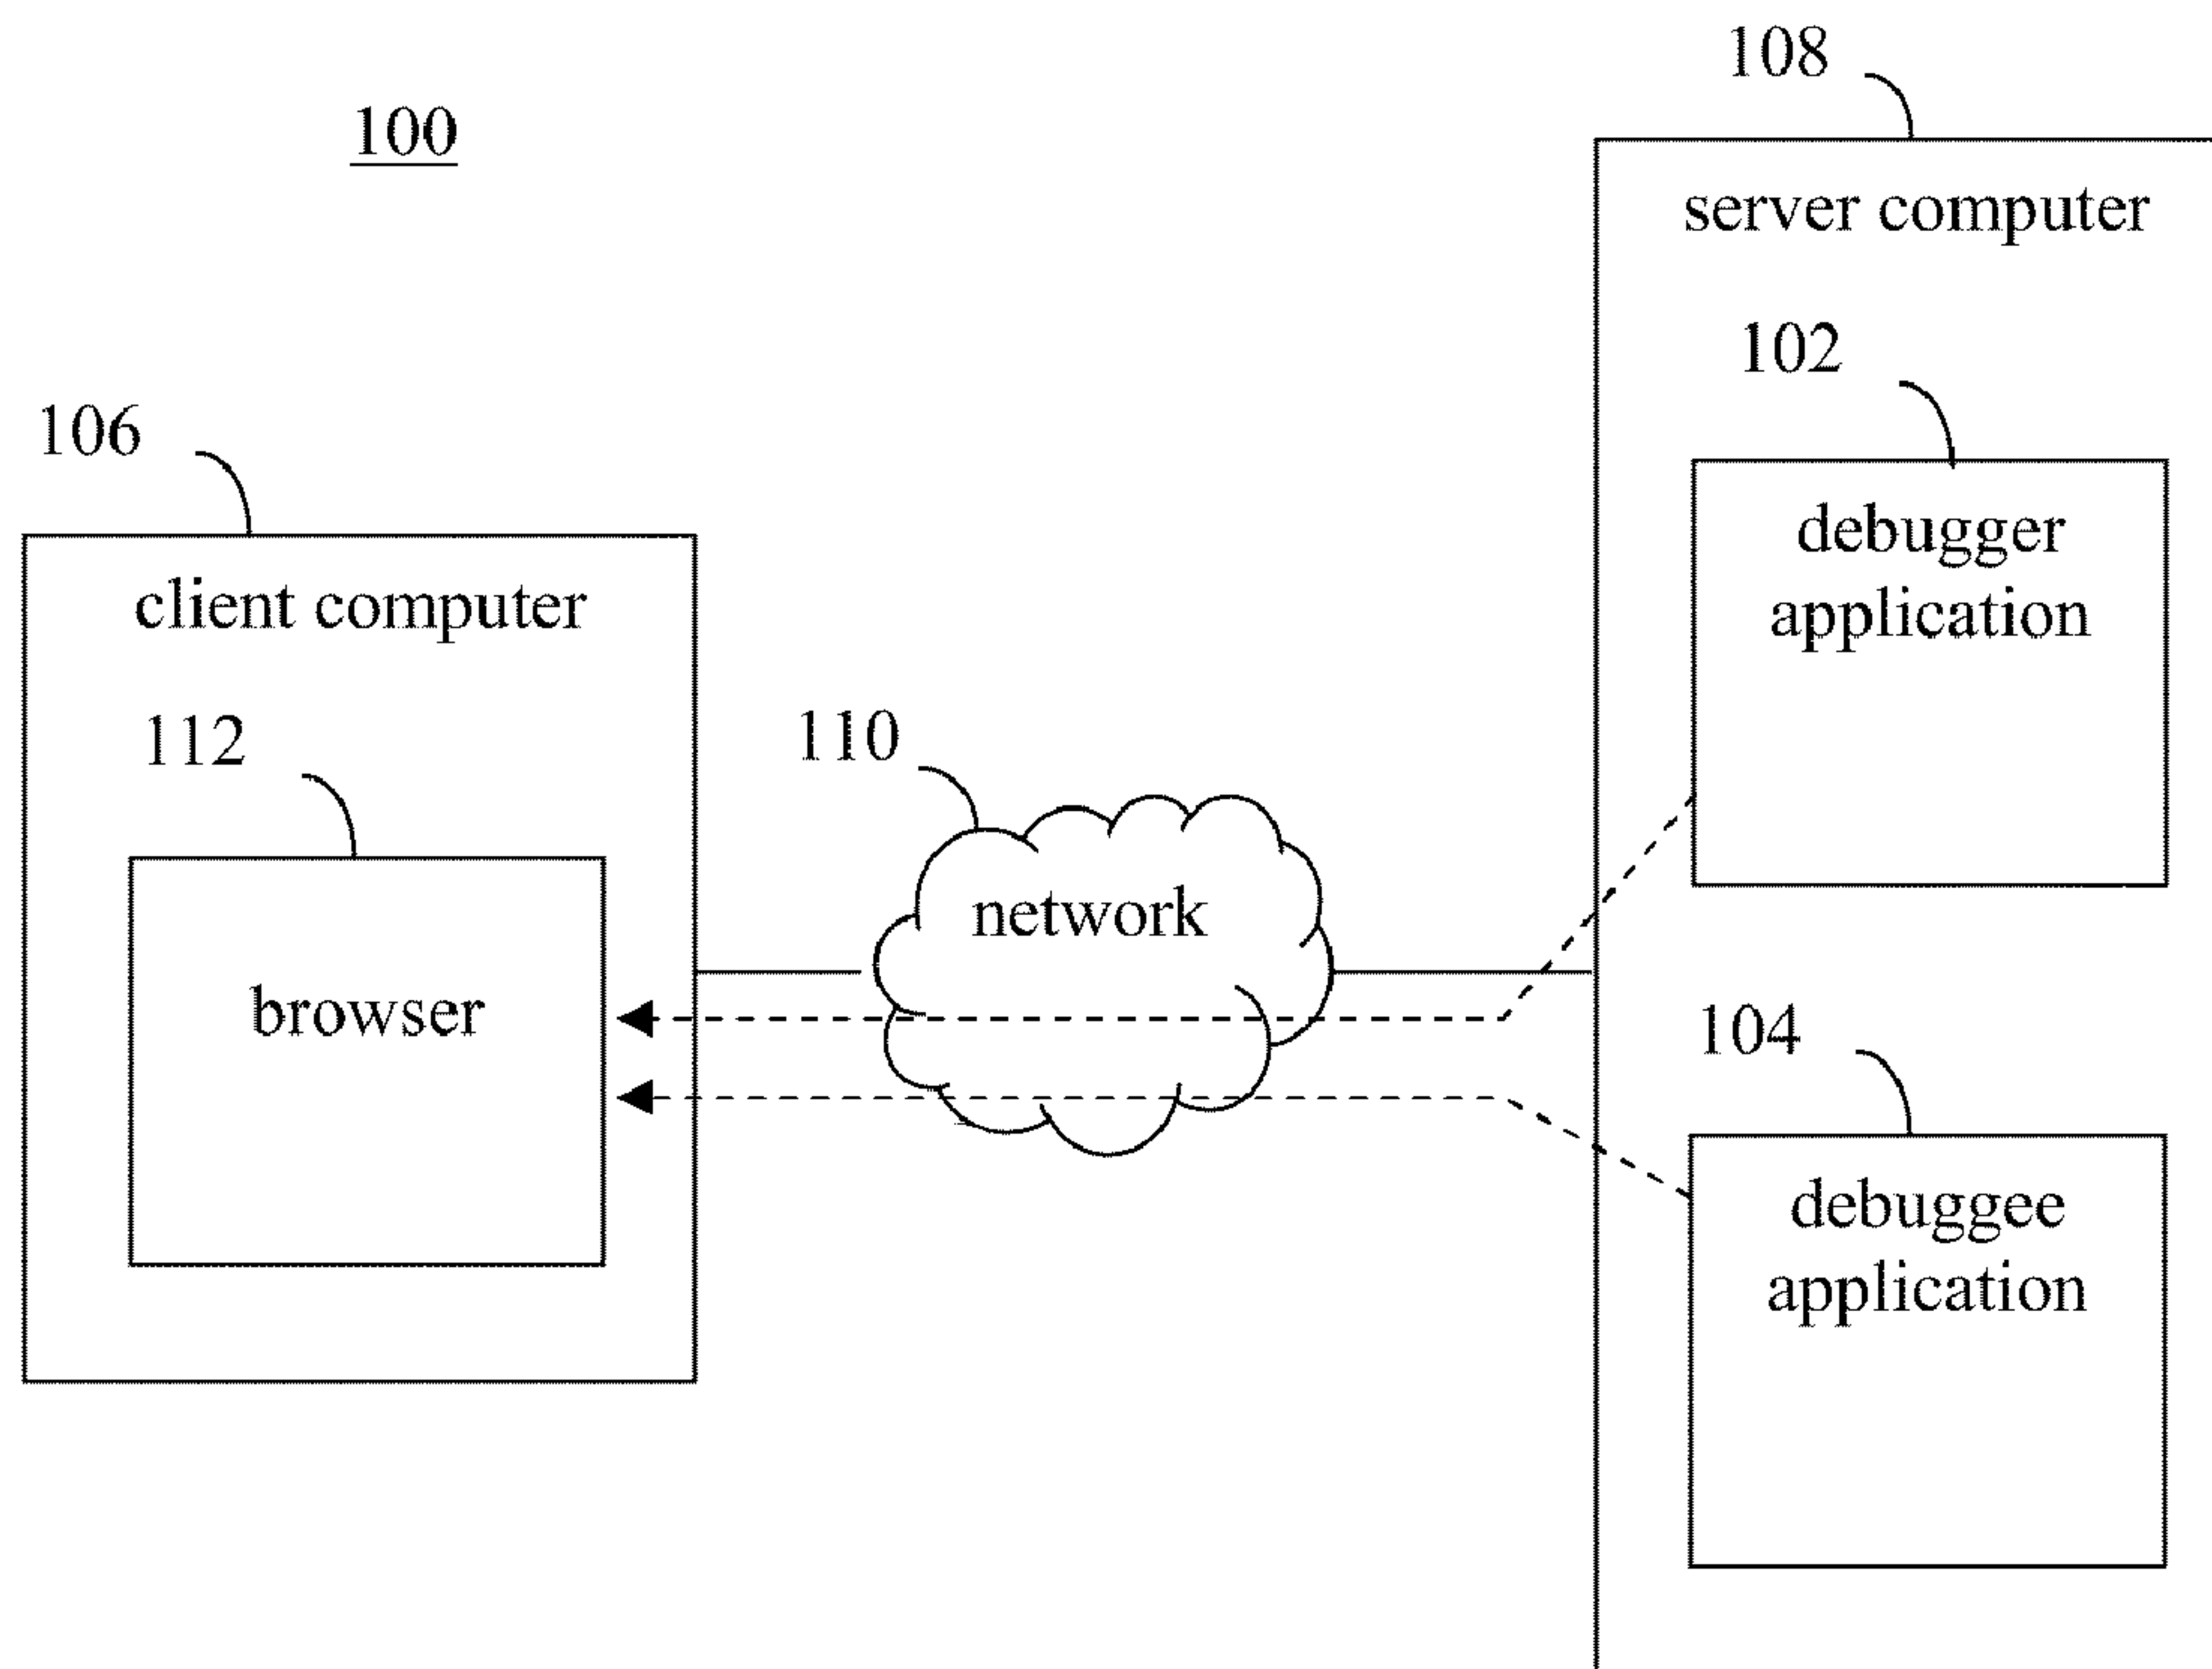 108
100
server computer
102
106
debugger
application
client computer
112
110
network
browser
104
debuggee
application